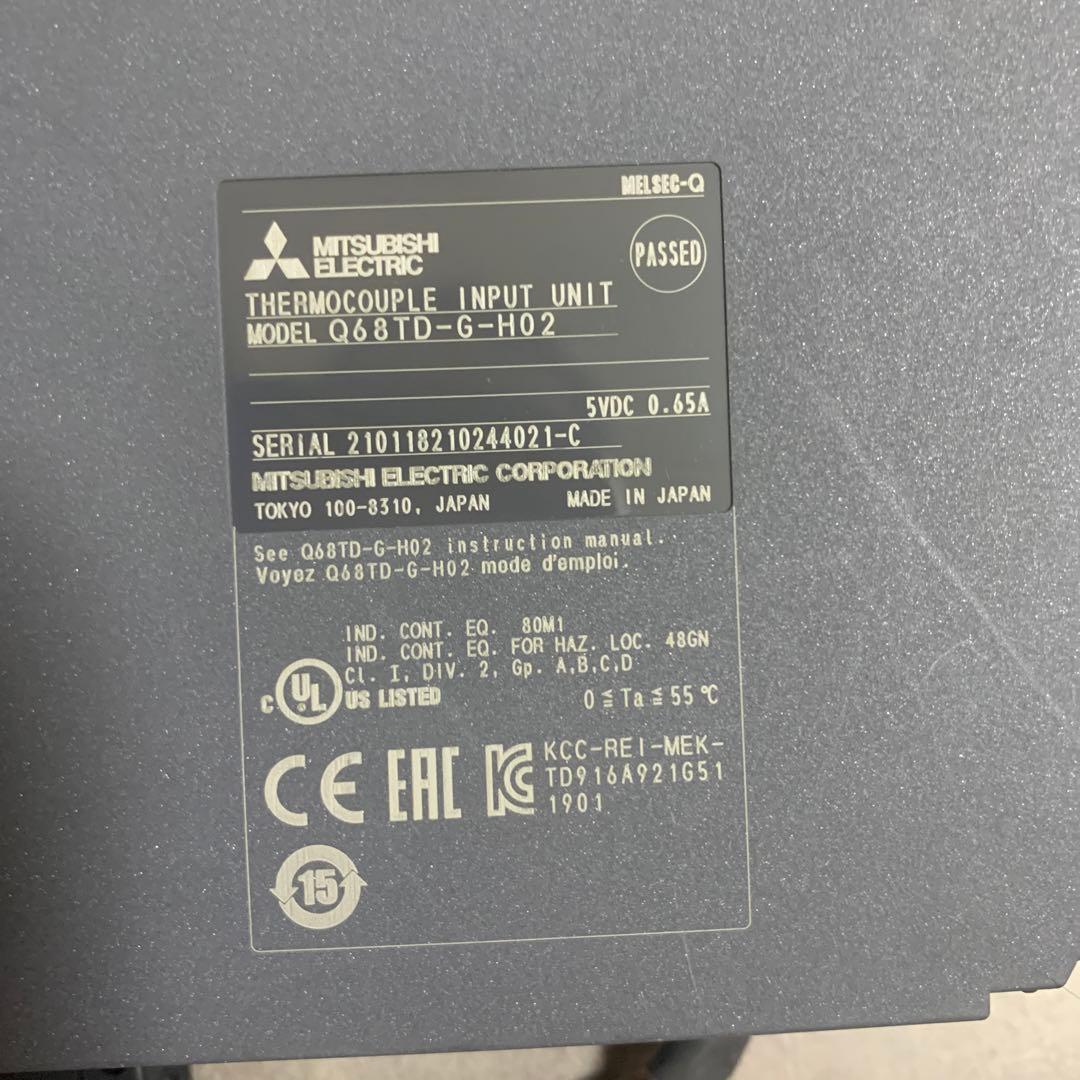 MELSEC-Q
MITSUBISHI
ELECTRIC
PASSED
THERMOCOUPLE INPUT UNIT
MODEL Q68TD-G-H02
5VDC 0.65A
SERIAL 210118210244021-C
MITSUBISHI ELECTRIC CORPORATION
TOKYO 100-8310, JAPAN MADE IN JAPAN
See Q68TD-G-H02 instruction manual.
Voyez Q68TD-G-H02 mode d'emploi.
IND. CONT. EQ. 80M1
IND. CONT. EQ. FOR HAZ. LOC. 48GN
Cl. I, DIV. 2, Gp. A,B,C,D
C UL US LISTED 0≦Ta≦55℃
CE EAC KC KCC-REI-MEK-
TD916A921G51
1901
15